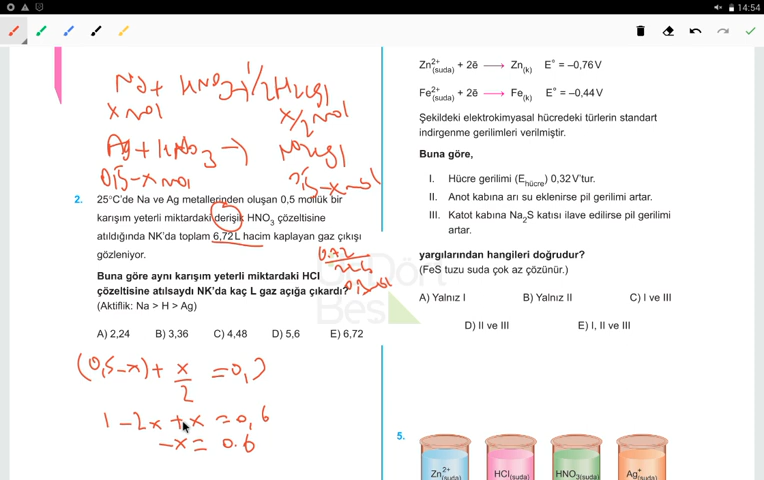 14:54
Na + HNO3 → 1/2 H2(g)
x mol x/2 mol
Ag + HNO3 → NO2(g)
0,5-x mol 0,5-x mol
2. 25°C'de Na ve Ag metallerinden oluşan 0,5 mollük bir
karışım yeterli miktardaki derişik HNO3 çözeltisine
atıldığında NK'da toplam 6,72 L hacim kaplayan gaz çıkışı
gözleniyor.
6.72
Buna göre aynı karışım yeterli miktardaki HCl
çözeltisine atılsaydı NK'da kaç L gaz açığa çıkardı?
(Aktiflik: Na > H > Ag)
A) 2,24 B) 3,36 C) 4,48 D) 5,6 E) 6,72
(0,5-x) + x/2 = 0,3
1 - 2x + x = 0,6
-x = 0.6
Dört
Beş
Zn2+(suda) + 2ē → Zn(k) E° = –0,76 V
Fe2+(suda) + 2ē → Fe(k) E° = –0,44 V
Şekildeki elektrokimyasal hücredeki türlerin standart
indirgenme gerilimleri verilmiştir.
Buna göre,
I. Hücre gerilimi (Ehücre) 0,32 V'tur.
II. Anot kabına arı su eklenirse pil gerilimi artar.
III. Katot kabına Na2S katısı ilave edilirse pil gerilimi
artar.
yargılarından hangileri doğrudur?
(FeS tuzu suda çok az çözünür.)
A) Yalnız I B) Yalnız II C) I ve III
D) II ve III E) I, II ve III
5.
Zn2+(suda) HCl(suda) HNO3(suda) Ag+(suda)